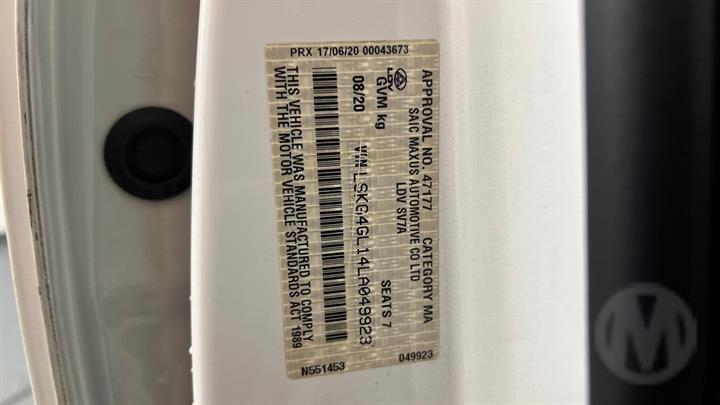 PRX 17/06/20 00043673
APPROVAL NO. 47177 CATEGORY MA
SAIC MAXUS AUTOMOTIVE CO LTD
LDV SV7A
LDV
GVM kg
VIN LSKG4GL14LA049923
08/20 SEATS 7
THIS VEHICLE WAS MANUFACTURED TO COMPLY
WITH THE MOTOR VEHICLE STANDARDS ACT 1989
N551453 049923
M